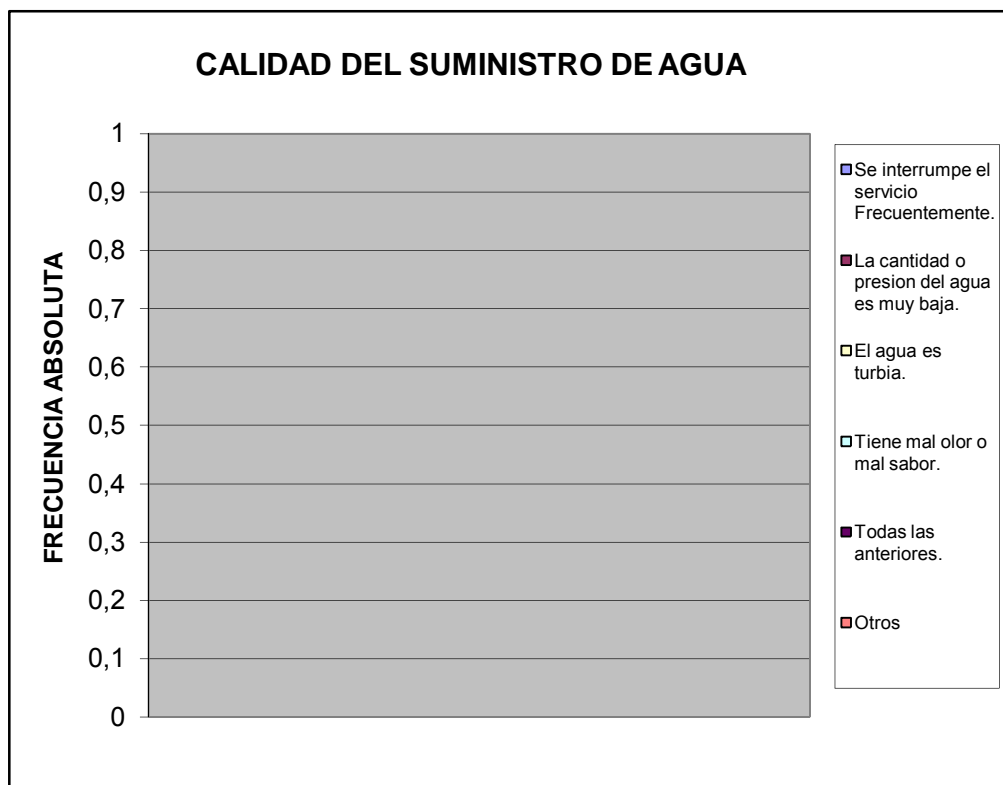 CALIDAD DEL SUMINISTRO DE AGUA
FRECUENCIA ABSOLUTA
1
0,9
0,8
0,7
0,6
0,5
0,4
0,3
0,2
0,1
0
Se interrumpe el
servicio
Frecuentemente.
La cantidad o
presion del agua
es muy baja.
El agua es
turbia.
Tiene mal olor o
mal sabor.
Todas las
anteriores.
Otros